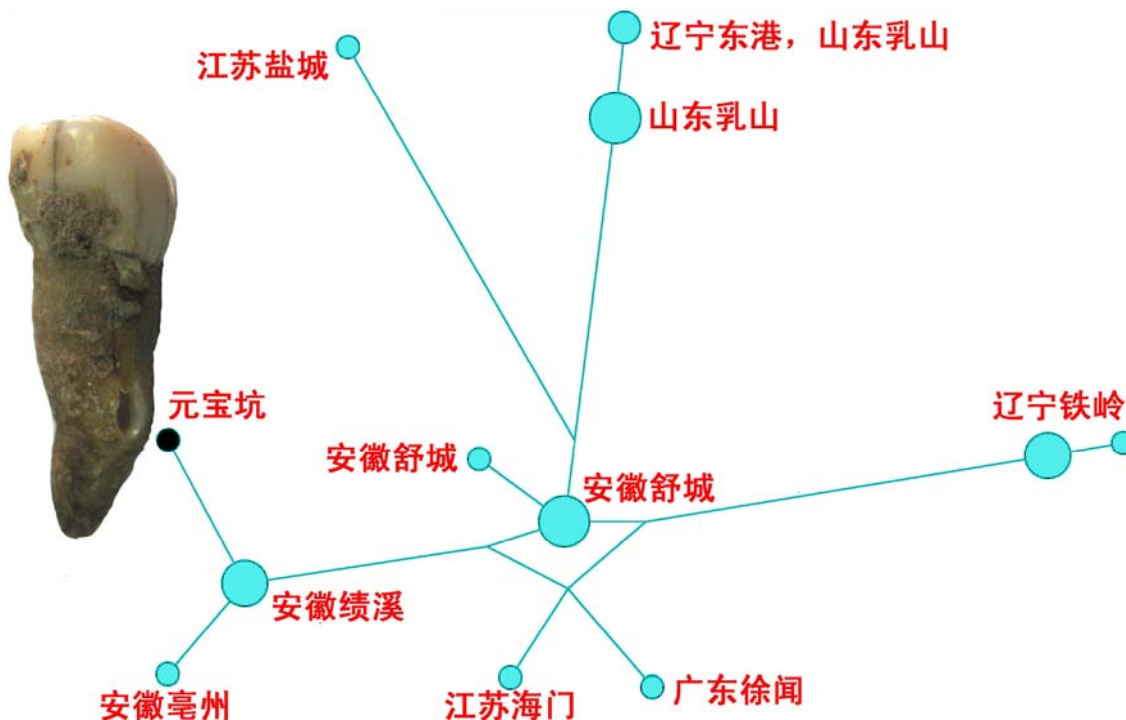 辽宁东港，山东乳山
江苏盐城
山东乳山
元宝坑
辽宁铁岭
安徽舒城
安徽舒城
安徽绩溪
安徽亳州
江苏海门
广东徐闻